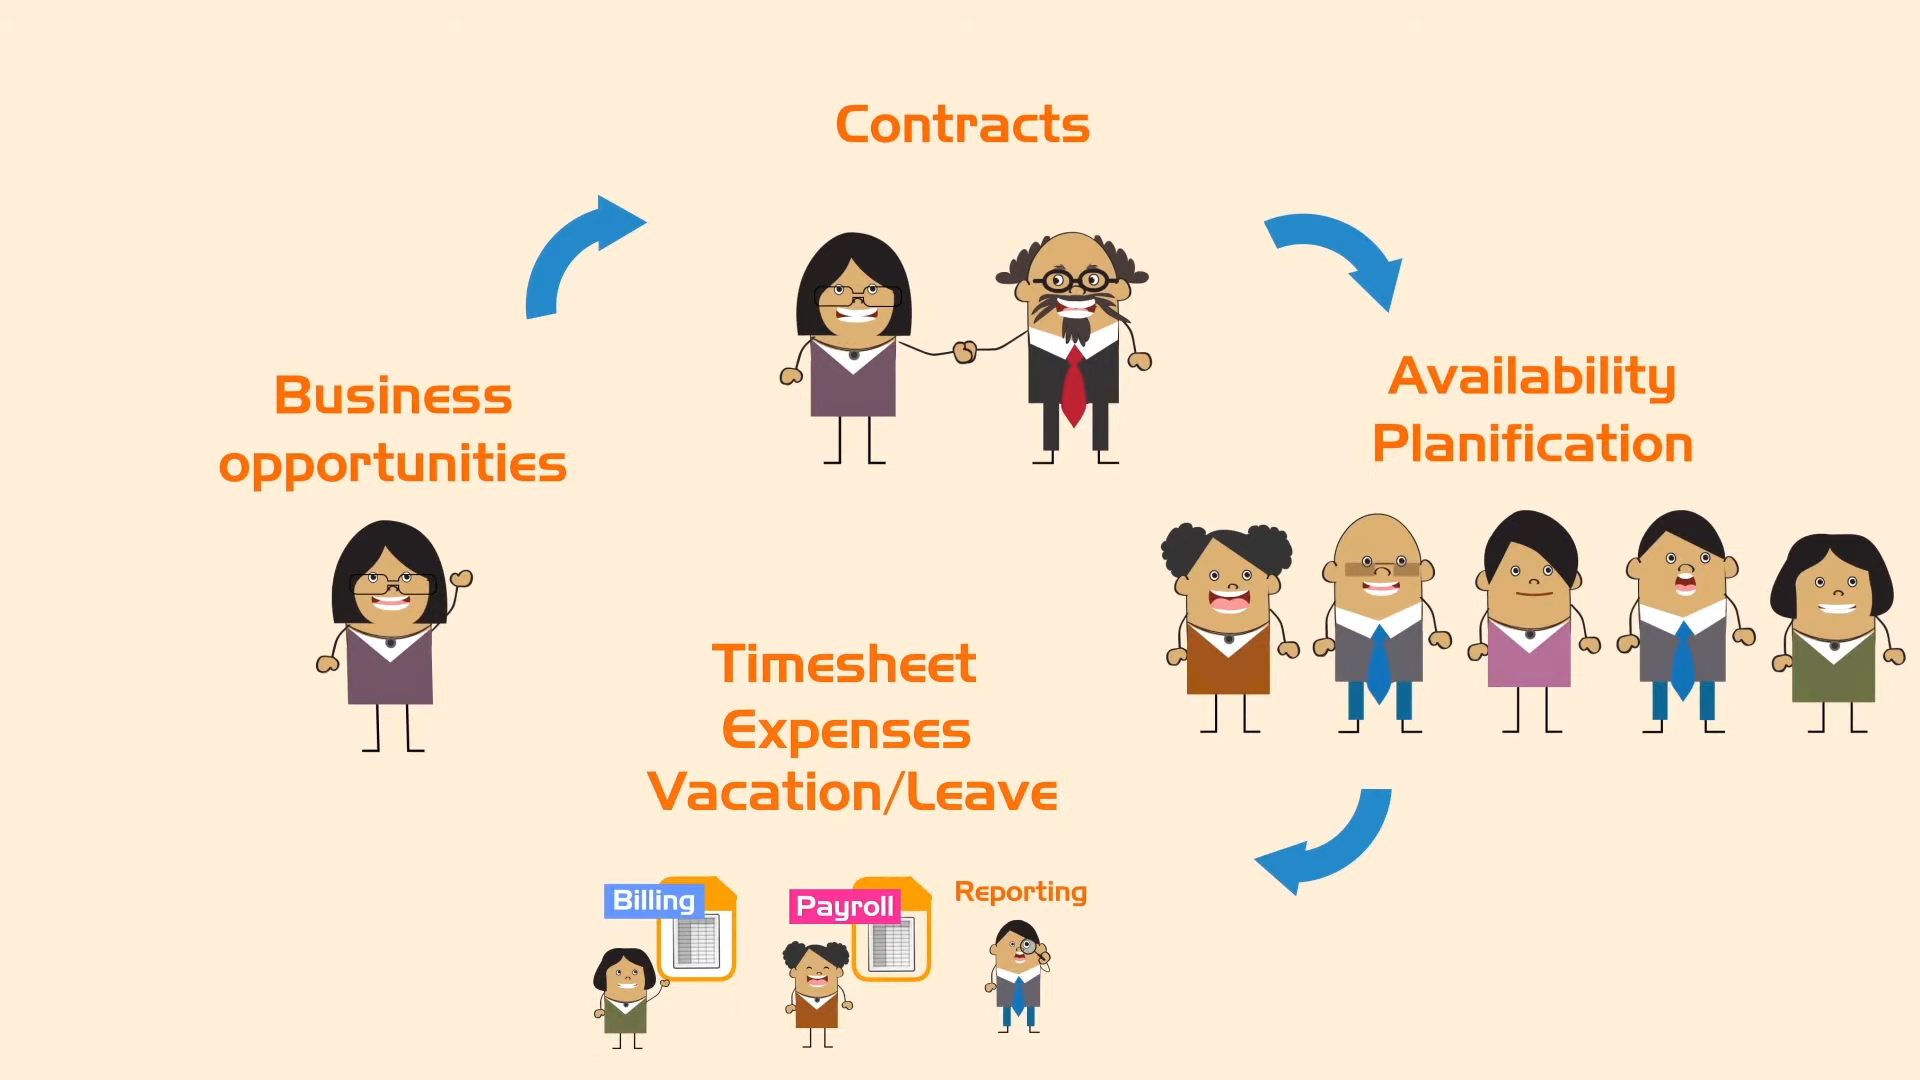 Contracts
Business
opportunities
Availability
Planification
Timesheet
Expenses
Vacation/Leave
Billing
Payroll
Reporting